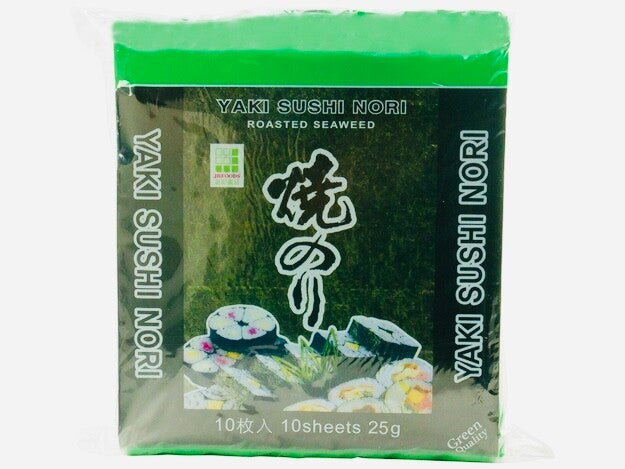 YAKI SUSHI NORI
ROASTED SEAWEED
YAKI SUSHI NORI
JHFOODS
焼のり
YAKI SUSHI NORI
10枚入 10sheets 25g
Green
Quality